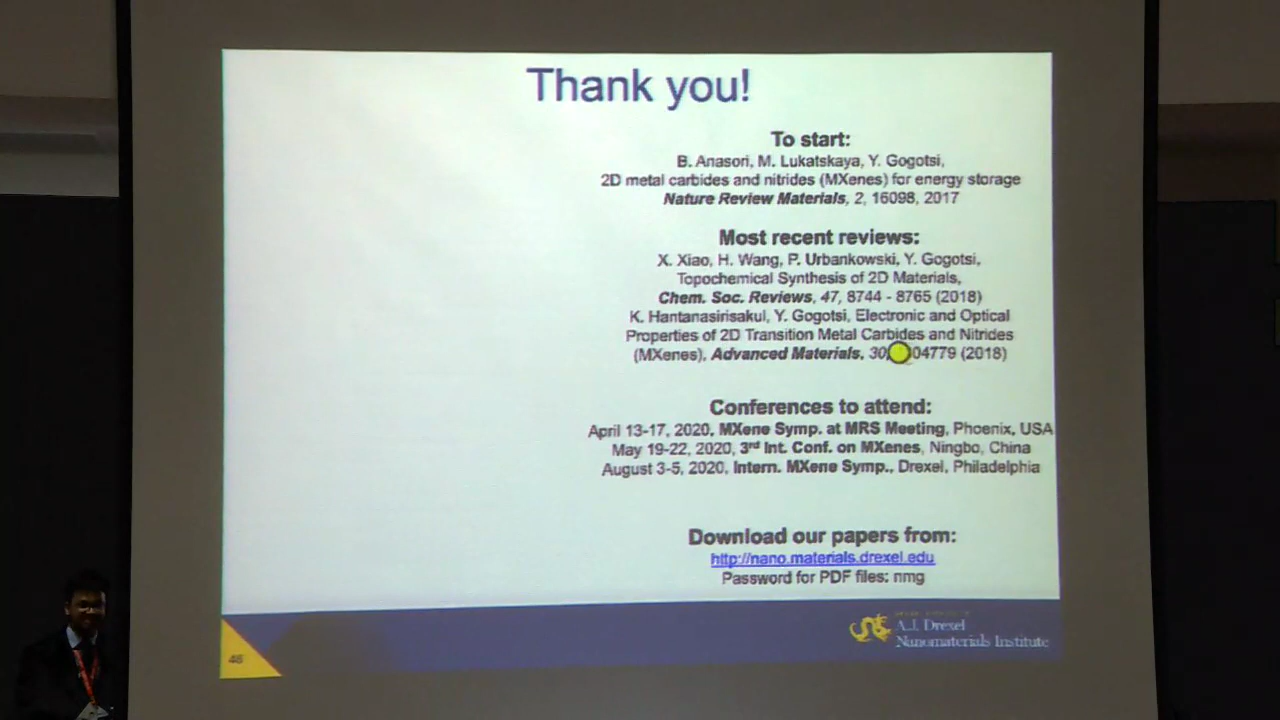 Thank you!
To start:
B. Anasori, M. Lukatskaya, Y. Gogotsi,
2D metal carbides and nitrides (MXenes) for energy storage
Nature Review Materials, 2, 16098, 2017
Most recent reviews:
X. Xiao, H. Wang, P. Urbankowski, Y. Gogotsi,
Topochemical Synthesis of 2D Materials,
Chem. Soc. Reviews, 47, 8744 - 8765 (2018)
K. Hantanasirisakul, Y. Gogotsi, Electronic and Optical
Properties of 2D Transition Metal Carbides and Nitrides
(MXenes), Advanced Materials, 30, 04779 (2018)
Conferences to attend:
April 13-17, 2020, MXene Symp. at MRS Meeting, Phoenix, USA
May 19-22, 2020, 3rd Int. Conf. on MXenes, Ningbo, China
August 3-5, 2020, Intern. MXene Symp., Drexel, Philadelphia
Download our papers from:
http://nano.materials.drexel.edu
Password for PDF files: nmg
A.J. Drexel
Nanomaterials Institute
46